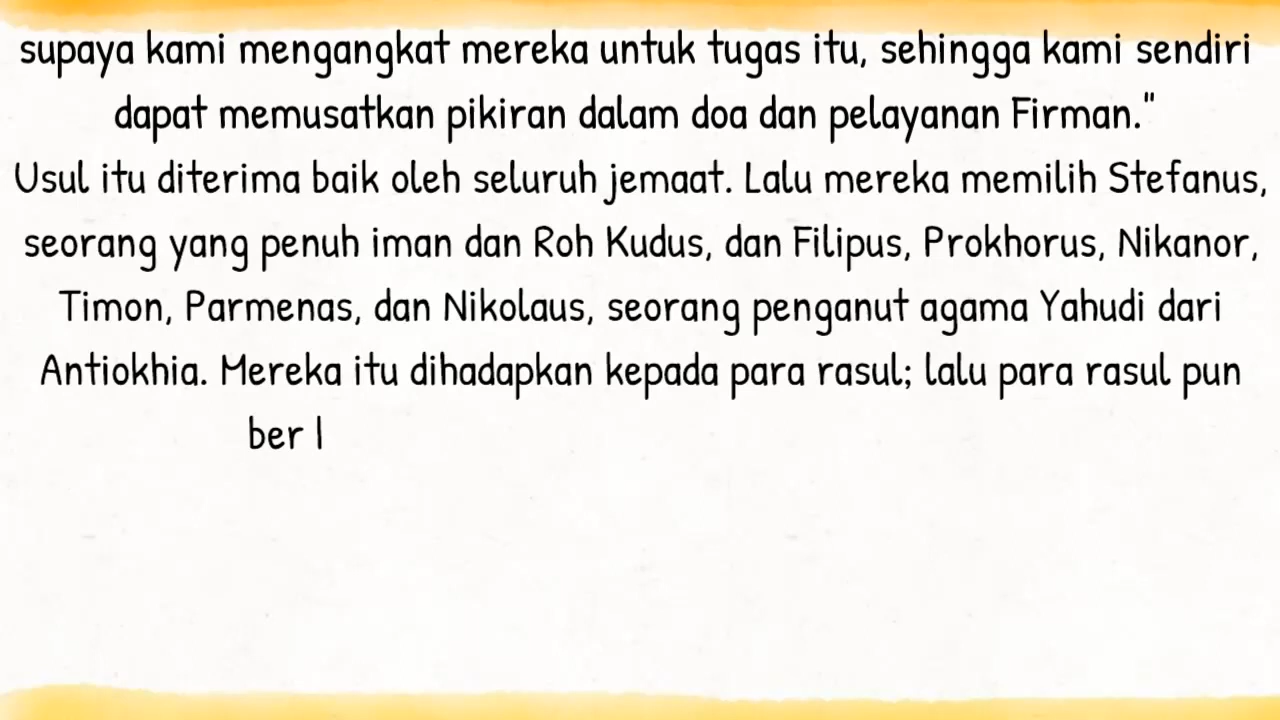 supaya kami mengangkat mereka untuk tugas itu, sehingga kami sendiri
dapat memusatkan pikiran dalam doa dan pelayanan Firman."
Usul itu diterima baik oleh seluruh jemaat. Lalu mereka memilih Stefanus,
seorang yang penuh iman dan Roh Kudus, dan Filipus, Prokhorus, Nikanor,
Timon, Parmenas, dan Nikolaus, seorang penganut agama Yahudi dari
Antiokhia. Mereka itu dihadapkan kepada para rasul; lalu para rasul pun
ber l